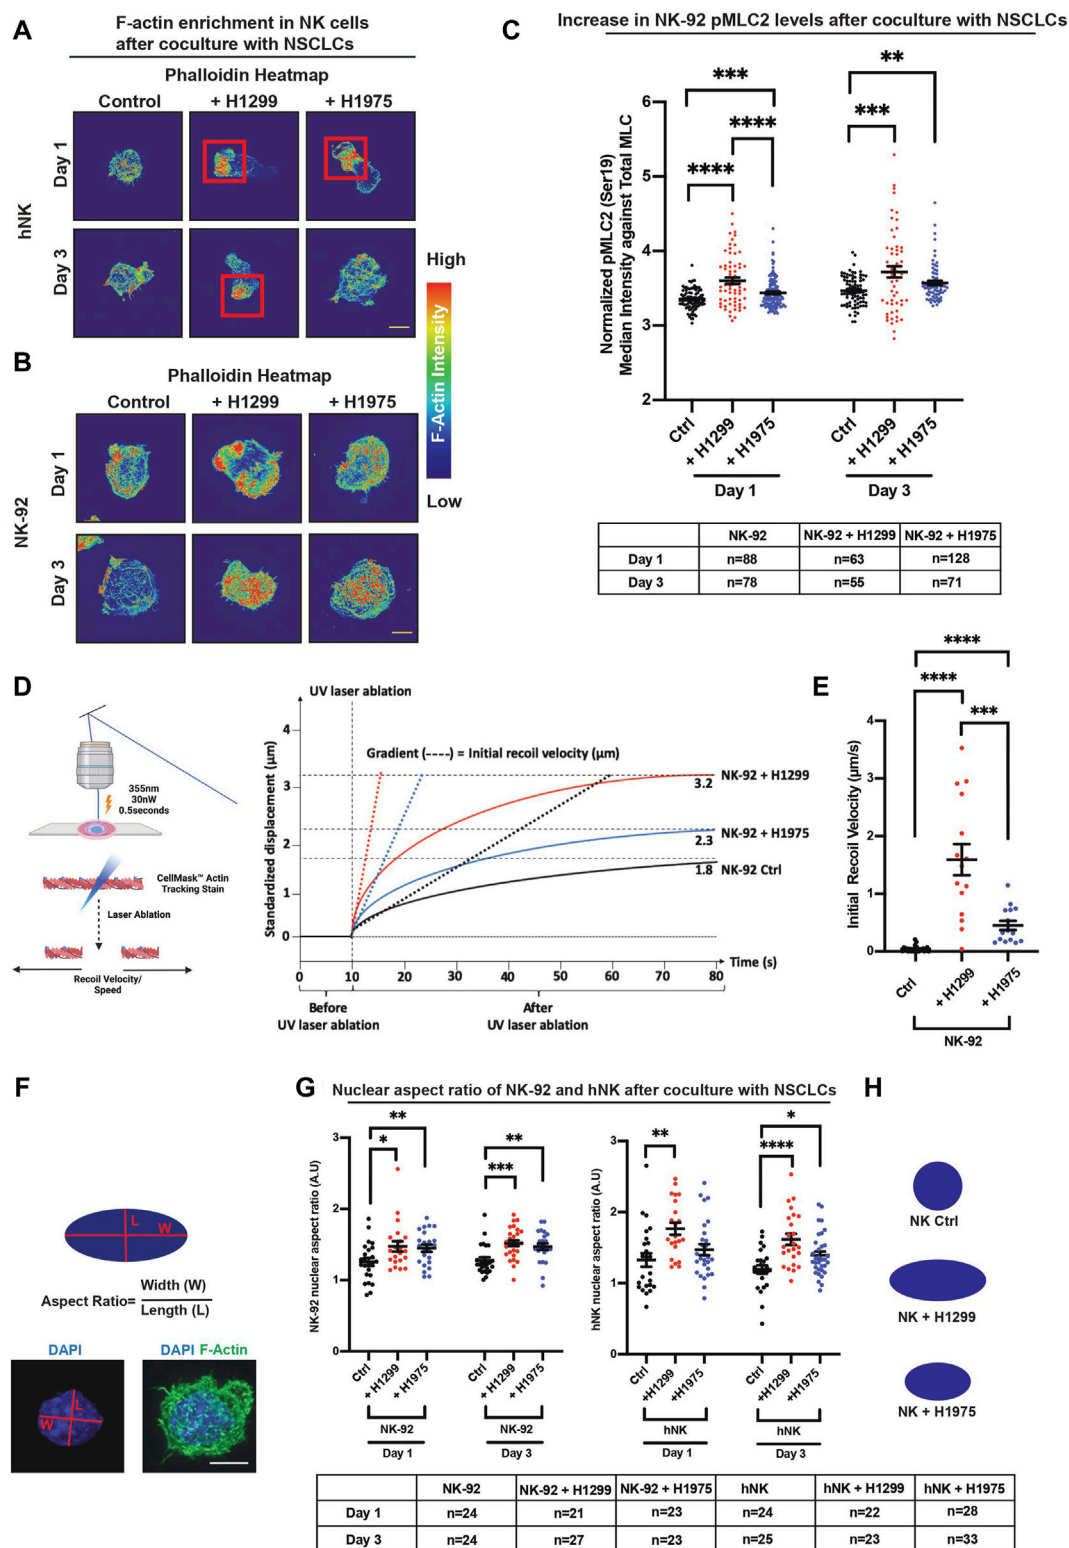 A
F-actin enrichment in NK cells
after coculture with NSCLCs
Phalloidin Heatmap
Control
+ H1299
+ H1975
Day 1
Day 3
hNK
B
Phalloidin Heatmap
Control
+ H1299
+ H1975
Day 1
Day 3
NK-92
High
F-Actin Intensity
Low
C
Increase in NK-92 pMLC2 levels after coculture with NSCLCs
Normalized pMLC2 (Ser19)
Median Intensity against Total MLC
6
5
4
3
2
***
****
****
**
***
Ctrl
+ H1299
+ H1975
Ctrl
+ H1299
+ H1975
Day 1
Day 3
NK-92 NK-92 + H1299 NK-92 + H1975
Day 1 n=88 n=63 n=128
Day 3 n=78 n=55 n=71
D
355nm
30nW
0.5seconds
CellMask™ Actin
Tracking Stain
Laser Ablation
Recoil Velocity/
Speed
UV laser ablation
Gradient (----) = Initial recoil velocity (µm)
Standardized displacement (µm)
4
3
2
1
0
NK-92 + H1299
3.2
NK-92 + H1975
2.3
1.8 NK-92 Ctrl
Time (s)
0 10 20 30 40 50 60 70 80
Before
UV laser ablation
After
UV laser ablation
E
****
****
***
Initial Recoil Velocity (µm/s)
4
3
2
1
0
Ctrl
+ H1299
+ H1975
NK-92
F
L
W
Aspect Ratio= Width (W)
Length (L)
DAPI
DAPI F-Actin
L
W
G
Nuclear aspect ratio of NK-92 and hNK after coculture with NSCLCs
NK-92 nuclear aspect ratio (A.U)
3
2
1
0
**
*
**
***
Ctrl
+ H1299
+ H1975
Ctrl
+ H1299
+ H1975
NK-92
NK-92
Day 1
Day 3
hNK nuclear aspect ratio (A.U)
3
2
1
0
**
*
****
Ctrl
+H1299
+H1975
Ctrl
+H1299
+H1975
hNK
hNK
Day 1
Day 3
NK-92 NK-92 + H1299 NK-92 + H1975 hNK hNK + H1299 hNK + H1975
Day 1 n=24 n=21 n=23 n=24 n=22 n=28
Day 3 n=24 n=27 n=23 n=25 n=23 n=33
H
NK Ctrl
NK + H1299
NK + H1975